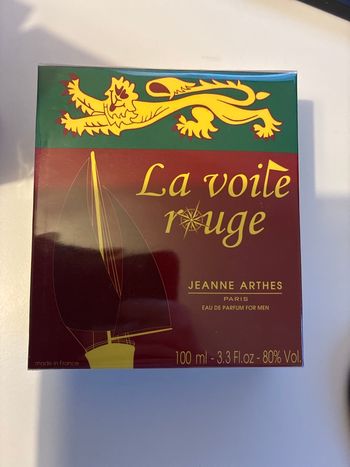 La voile
rouge
JEANNE ARTHES
PARIS
EAU DE PARFUM FOR MEN
made in France
100 ml - 3.3 Fl.oz - 80% Vol.